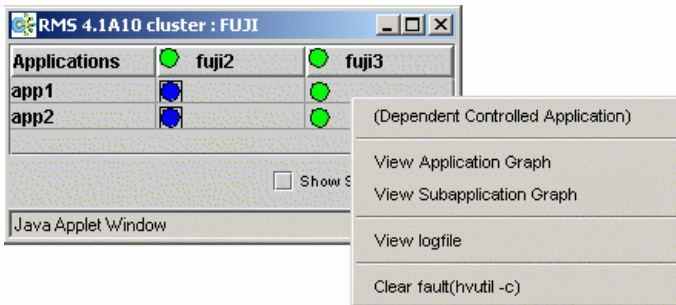 RMS 4.1A10 cluster : FUJI
Applications fuji2 fuji3
app1
app2
(Dependent Controlled Application)
View Application Graph
View Subapplication Graph
Show
View logfile
Java Applet Window
Clear fault(hvutil -c)